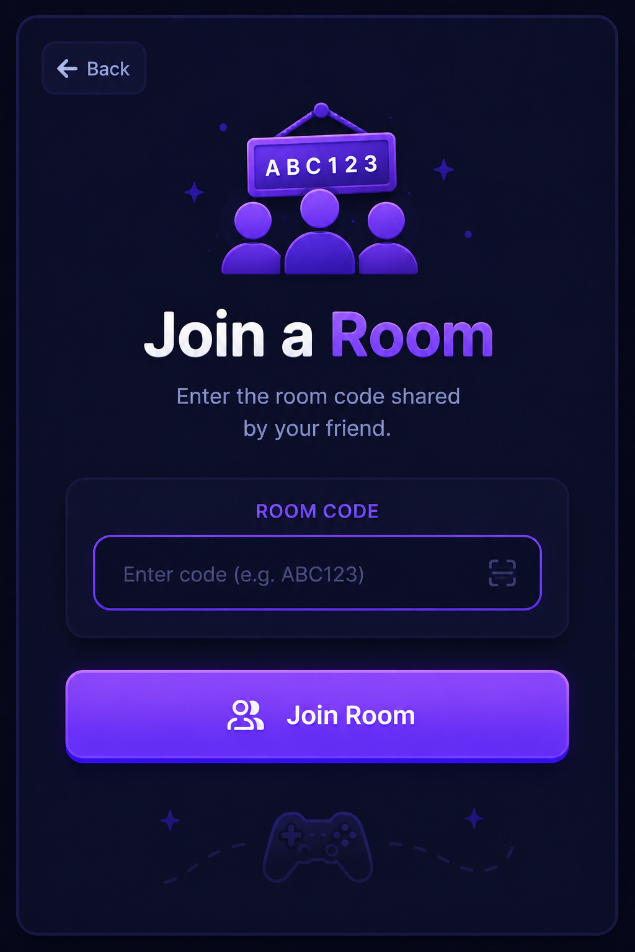 Back
ABC123
Join a Room
Enter the room code shared
by your friend.
ROOM CODE
Enter code (e.g. ABC123)
Join Room